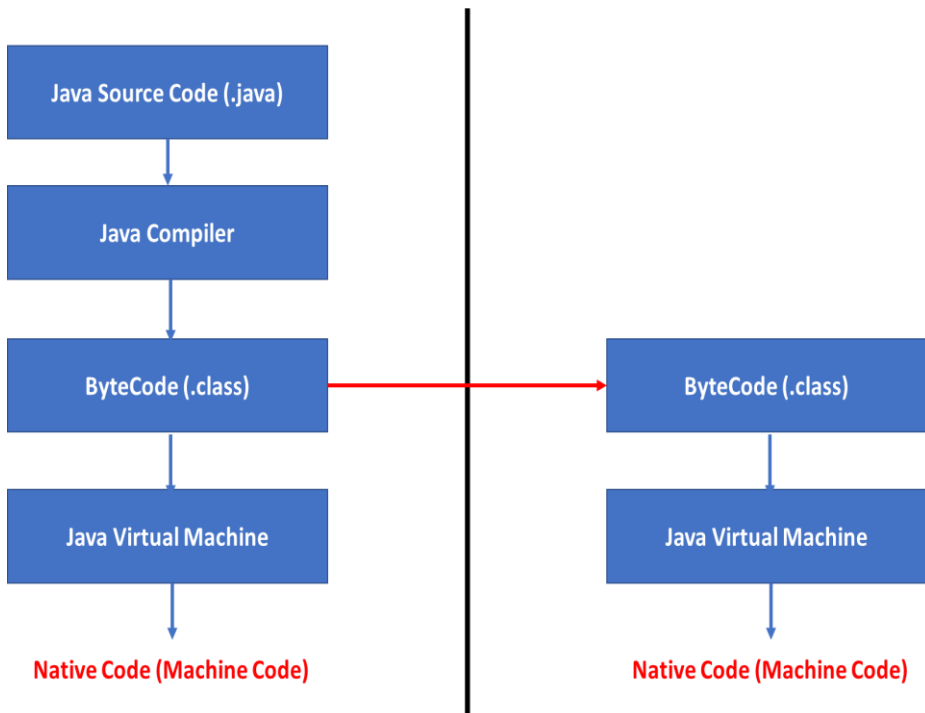 Java Source Code (.java)
Java Compiler
ByteCode (.class)
Java Virtual Machine
Native Code (Machine Code)
ByteCode (.class)
Java Virtual Machine
Native Code (Machine Code)